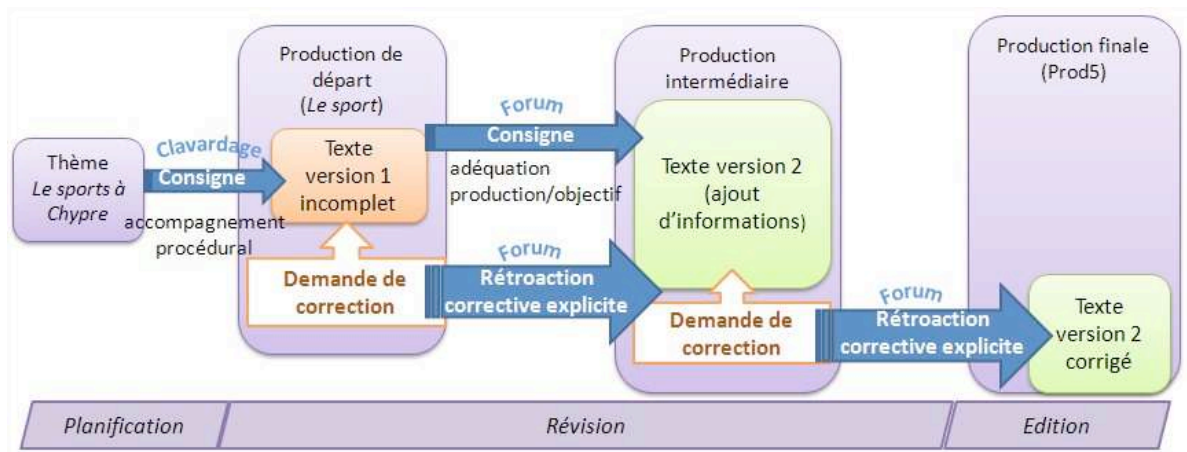 Thème
Le sports à
Chypre
Clavardage
Consigne
accompagnement
procédural
Production de
départ
(Le sport)
Texte
version 1
incomplet
Demande de
correction
Forum
Consigne
adéquation
production/objectif
Forum
Rétroaction
corrective explicite
Production
intermédiaire
Texte version 2
(ajout
d'informations)
Demande de
correction
Forum
Rétroaction
corrective explicite
Production finale
(Prod5)
Texte
version 2
corrigé
Planification
Révision
Edition